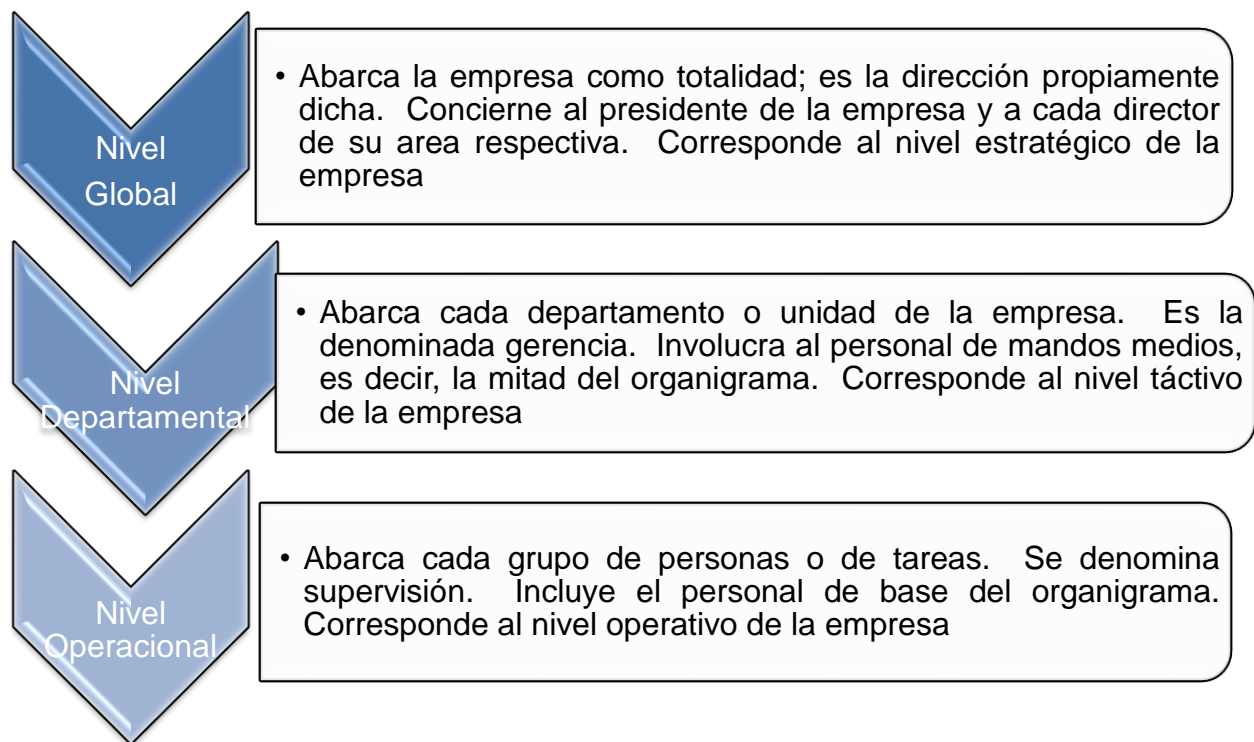 Nivel
Global
• Abarca la empresa como totalidad; es la dirección propiamente
dicha. Concierne al presidente de la empresa y a cada director
de su area respectiva. Corresponde al nivel estratégico de la
empresa
Nivel
Departamental
• Abarca cada departamento o unidad de la empresa. Es la
denominada gerencia. Involucra al personal de mandos medios,
es decir, la mitad del organigrama. Corresponde al nivel táctivo
de la empresa
Nivel
Operacional
• Abarca cada grupo de personas o de tareas. Se denomina
supervisión. Incluye el personal de base del organigrama.
Corresponde al nivel operativo de la empresa